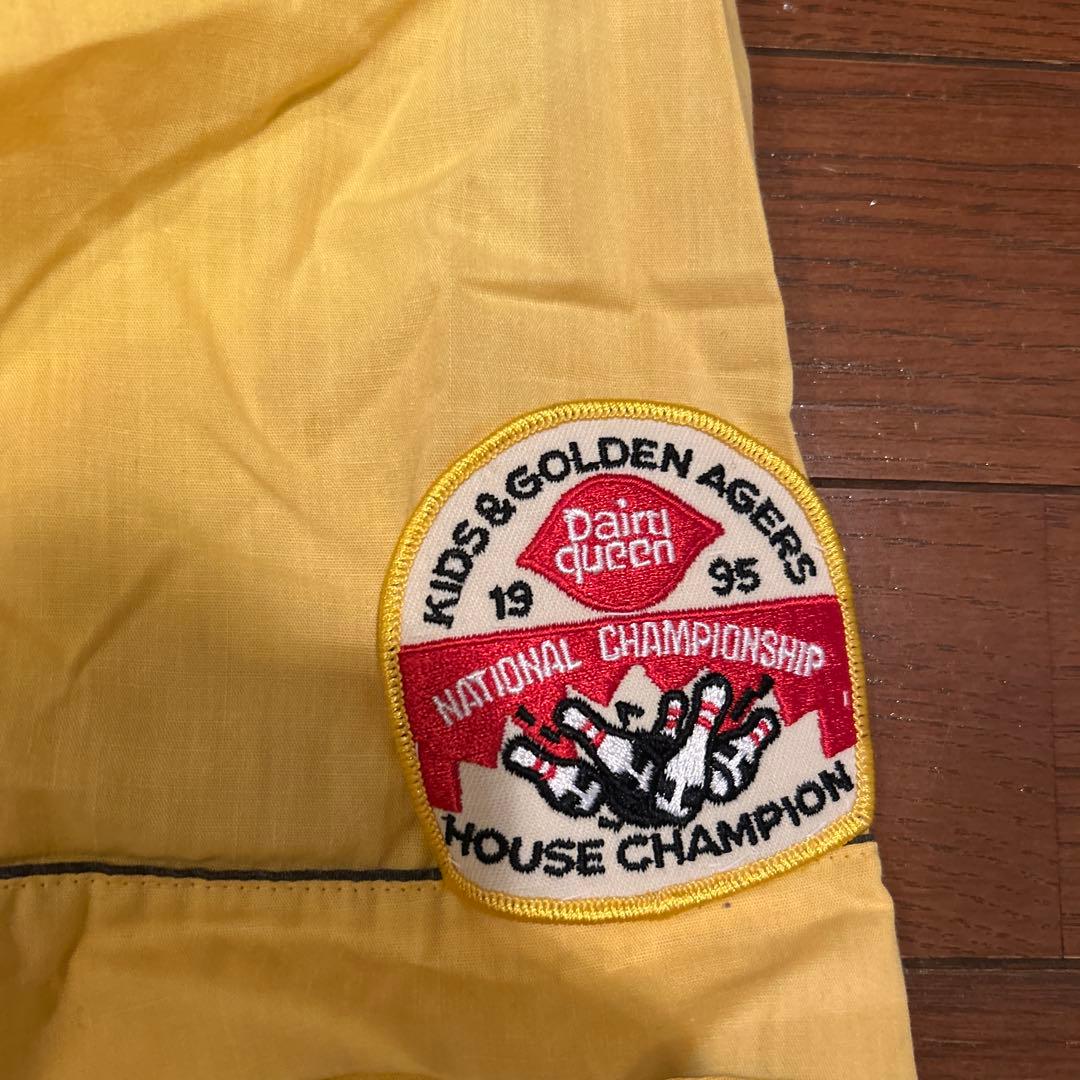 KIDS & GOLDEN AGERS
Dairy
queen
19 95
NATIONAL CHAMPIONSHIP
HOUSE CHAMPION